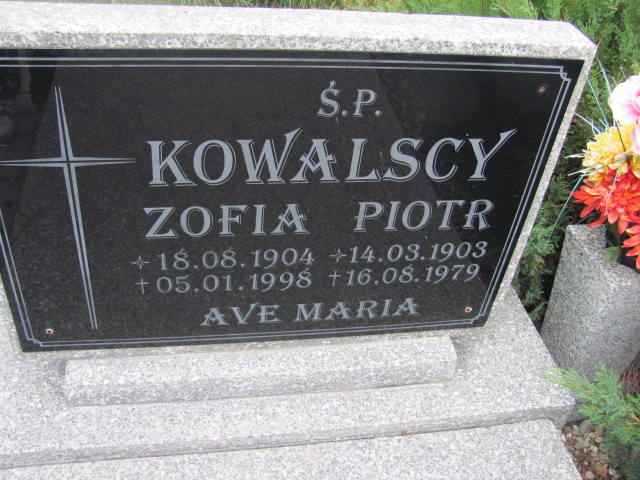 Ś.P.
KOWALSCY
ZOFIA PIOTR
+18.08.1904 +14.03.1903
†05.01.1998 †16.08.1979
AVE MARIA